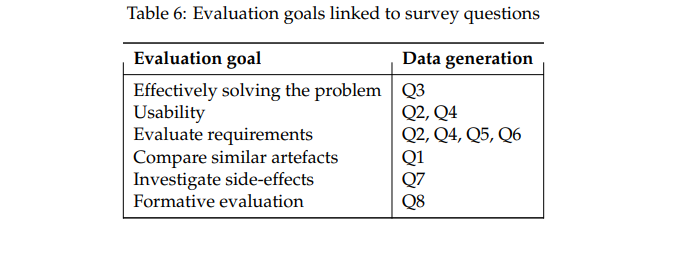 Table 6: Evaluation goals linked to survey questions
Evaluation goal Data generation
Effectively solving the problem Q3
Usability Q2, Q4
Evaluate requirements Q2, Q4, Q5, Q6
Compare similar artefacts Q1
Investigate side-effects Q7
Formative evaluation Q8